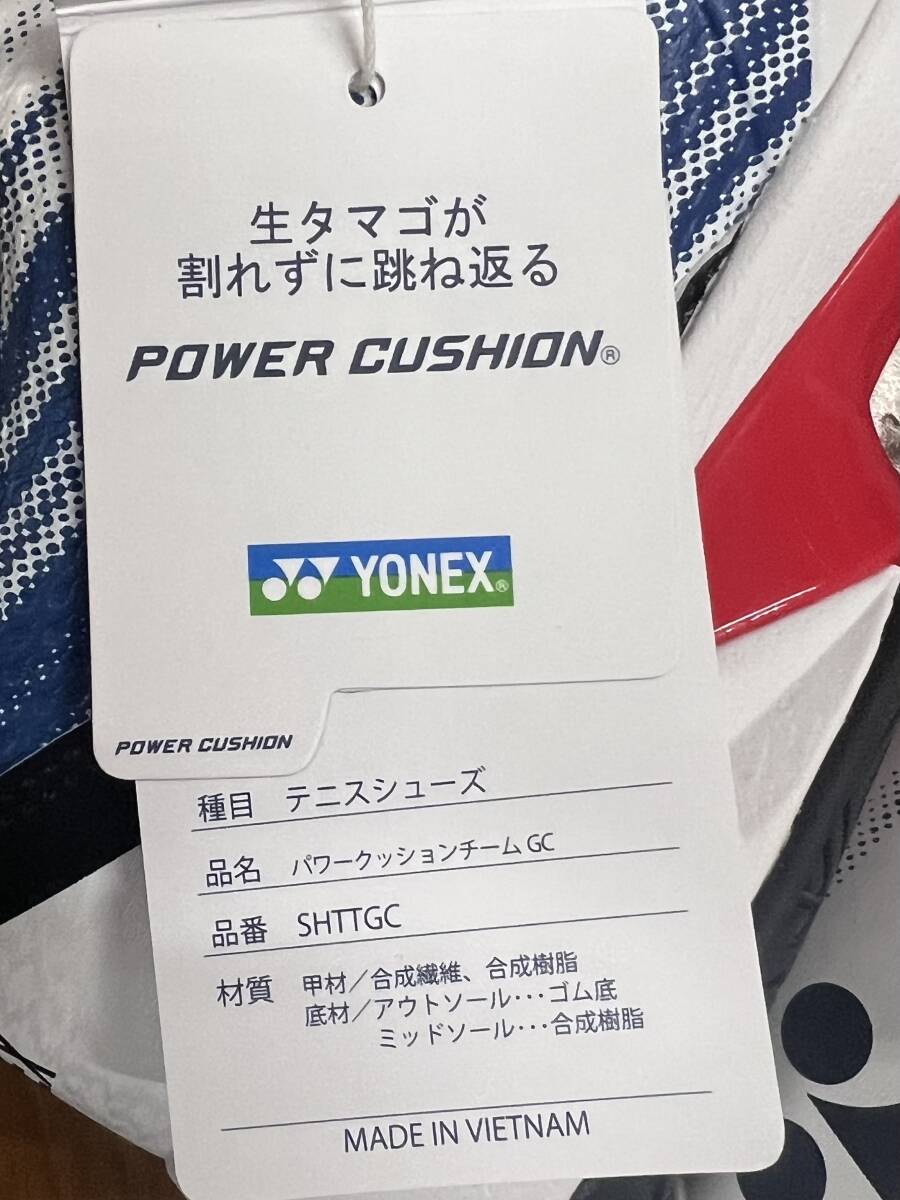 生タマゴが
割れずに跳ね返る
POWER CUSHION®
YONEX®
POWER CUSHION
種目 テニスシューズ
品名 パワークッションチームGC
品番 SHTTGC
材質 甲材／合成繊維、合成樹脂
底材／アウトソール･･･ゴム底
ミッドソール･･･合成樹脂
MADE IN VIETNAM